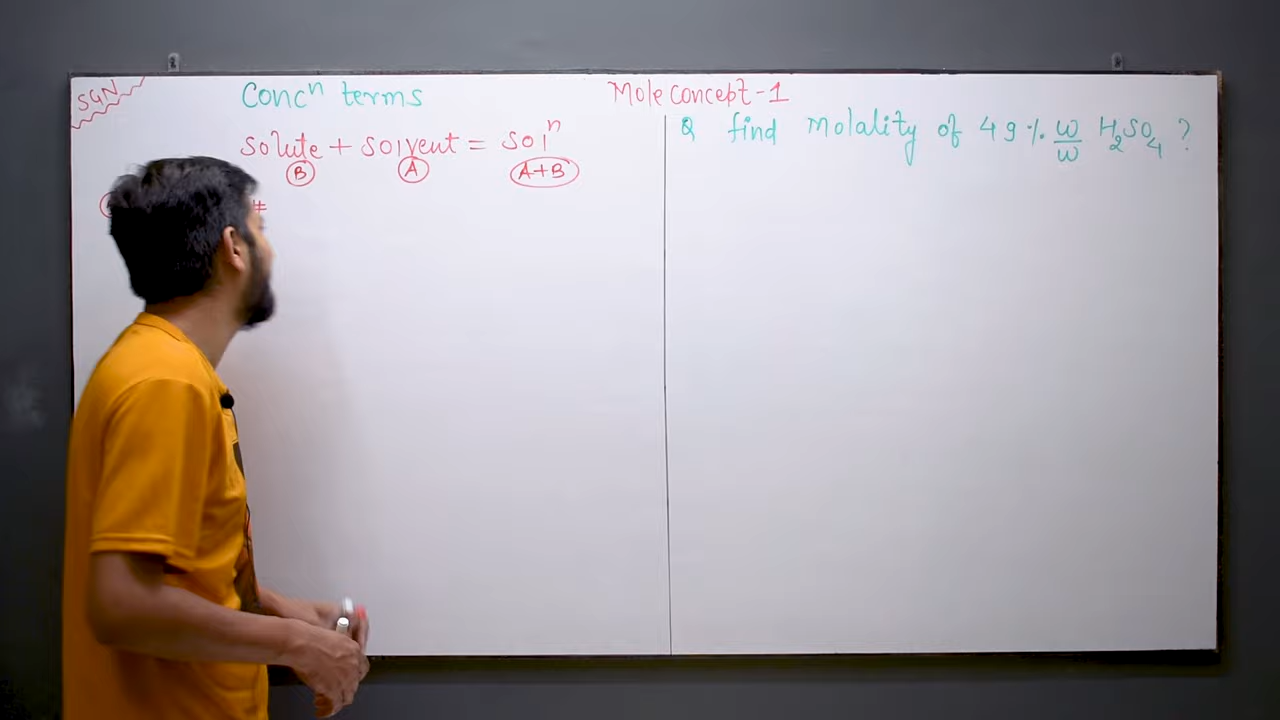 SGN
Concⁿ terms
Mole concept-1
solute + solvent = solⁿ
B A A+B
#
Q find molality of 49% w/w H₂SO₄ ?